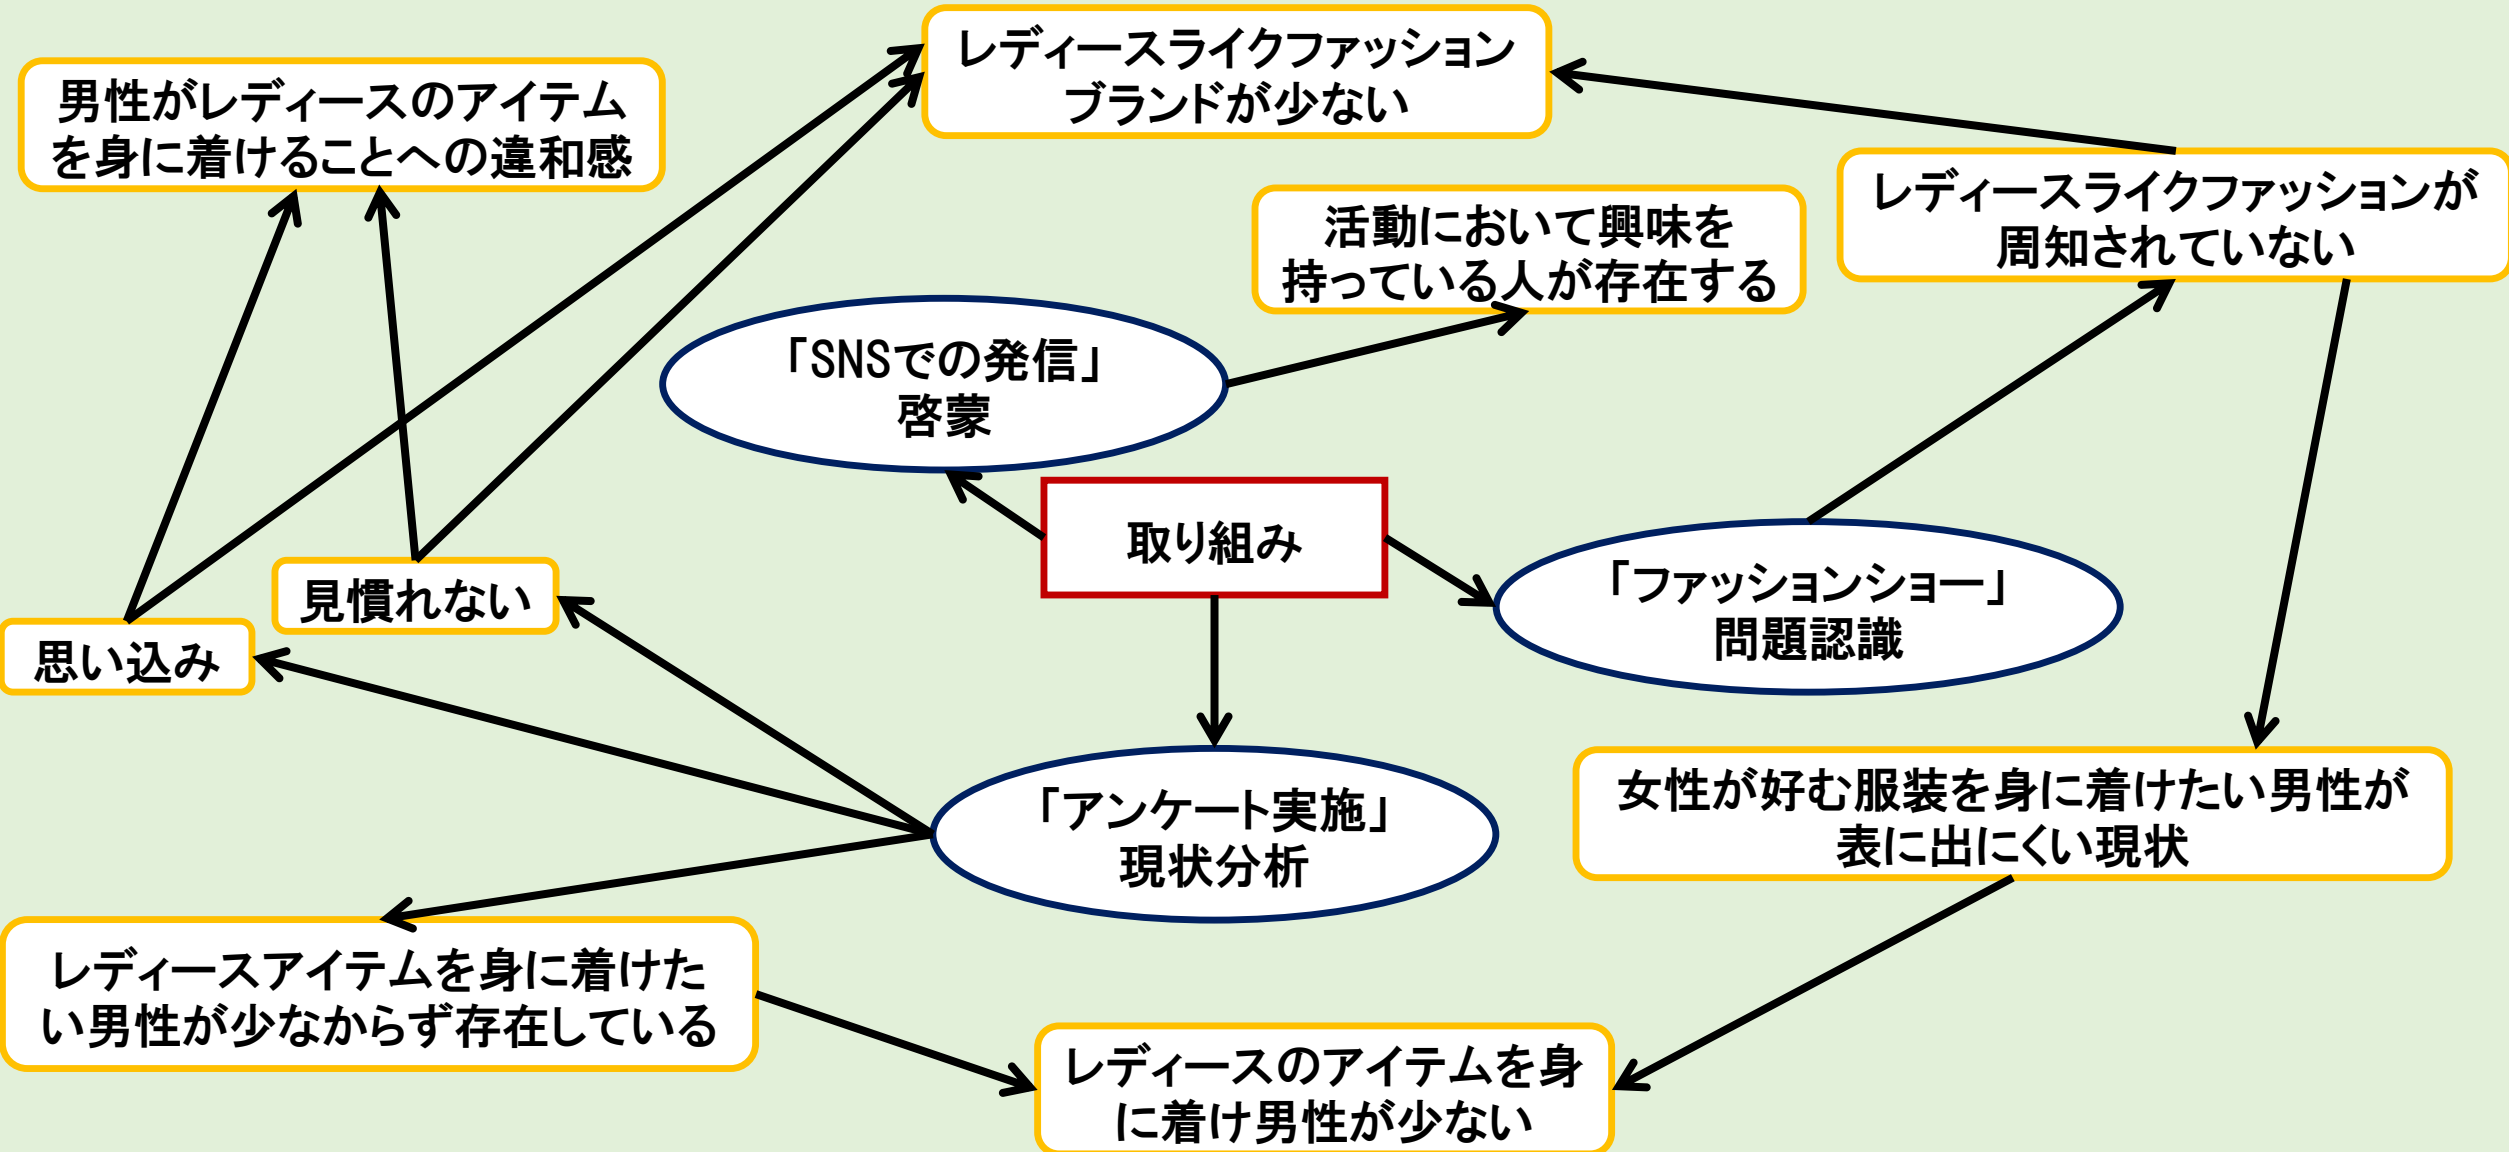 レディースライクファッション
ブランドが少ない
男性がレディースのアイテム
を身に着けることへの違和感
レディースライクファッションが
周知されていない
活動において興味を
持っている人が存在する
「SNSでの発信」
啓蒙
取り組み
「ファッションショー」
問題認識
見慣れない
思い込み
「アンケート実施」
現状分析
女性が好む服装を身に着けたい男性が
表に出にくい現状
レディースアイテムを身に着けた
い男性が少なからず存在している
レディースのアイテムを身
に着け男性が少ない